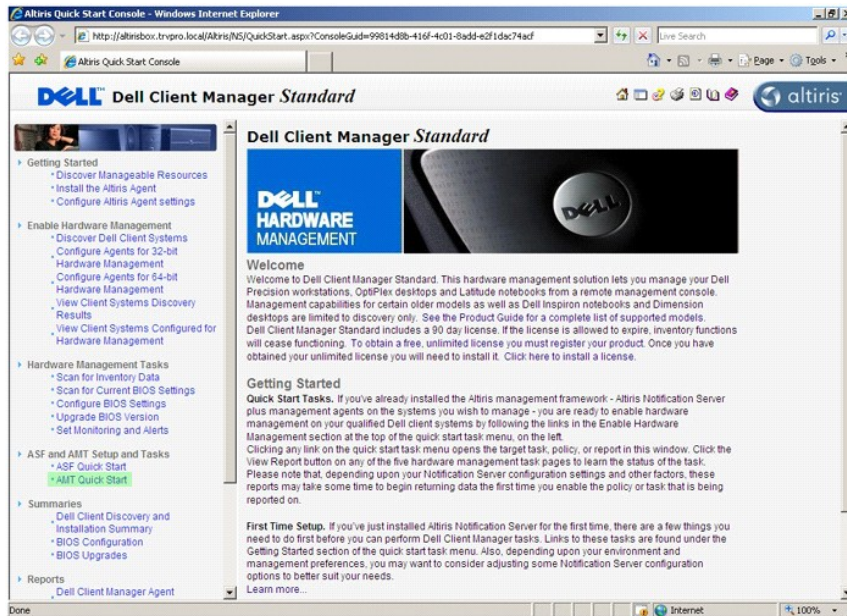 Altiris Quick Start Console - Windows Internet Explorer
http://altirisbox.trvpro.local/Altiris/NS/QuickStart.aspx?ConsoleGuid=99814d8b-416f-4c01-8add-e2f1dac74acf
Live Search
Altiris Quick Start Console
Page
Tools
DELL™ Dell Client Manager Standard
altiris
Getting Started
Discover Manageable Resources
Install the Altiris Agent
Configure Altiris Agent settings
Enable Hardware Management
Discover Dell Client Systems
Configure Agents for 32-bit
Hardware Management
Configure Agents for 64-bit
Hardware Management
View Client Systems Discovery
Results
View Client Systems Configured for
Hardware Management
Hardware Management Tasks
Scan for Inventory Data
Scan for Current BIOS Settings
Configure BIOS Settings
Upgrade BIOS Version
Set Monitoring and Alerts
ASF and AMT Setup and Tasks
ASF Quick Start
AMT Quick Start
Summaries
Dell Client Discovery and
Installation Summary
BIOS Configuration
BIOS Upgrades
Reports
Dell Client Manager Agent
Dell Client Manager Standard
DELL™
HARDWARE
MANAGEMENT
DELL
Welcome
Welcome to Dell Client Manager Standard. This hardware management solution lets you manage your Dell
Precision workstations, OptiPlex desktops and Latitude notebooks from a remote management console.
Management capabilities for certain older models as well as Dell Inspiron notebooks and Dimension
desktops are limited to discovery only. See the Product Guide for a complete list of supported models.
Dell Client Manager Standard includes a 90 day license. If the license is allowed to expire, inventory functions
will cease functioning. To obtain a free, unlimited license you must register your product. Once you have
obtained your unlimited license you will need to install it. Click here to install a license.
Getting Started
Quick Start Tasks. If you've already installed the Altiris management framework - Altiris Notification Server
plus management agents on the systems you wish to manage - you are ready to enable hardware
management on your qualified Dell client systems by following the links in the Enable Hardware
Management section at the top of the quick start task menu, on the left.
Clicking any link on the quick start task menu opens the target task, policy, or report in this window. Click the
View Report button on any of the five hardware management task pages to learn the status of the task.
Please note that, depending upon your Notification Server configuration settings and other factors, these
reports may take some time to begin returning data the first time you enable the policy or task that is being
reported on.
First Time Setup. If you've just installed Altiris Notification Server for the first time, there are a few things you
need to do first before you can perform Dell Client Manager tasks. Links to these tasks are found under the
Getting Started section of the quick start task menu. Also, depending upon your environment and
management preferences, you may want to consider adjusting some Notification Server configuration
options to better suit your needs.
Learn more...
Done
Internet
100%